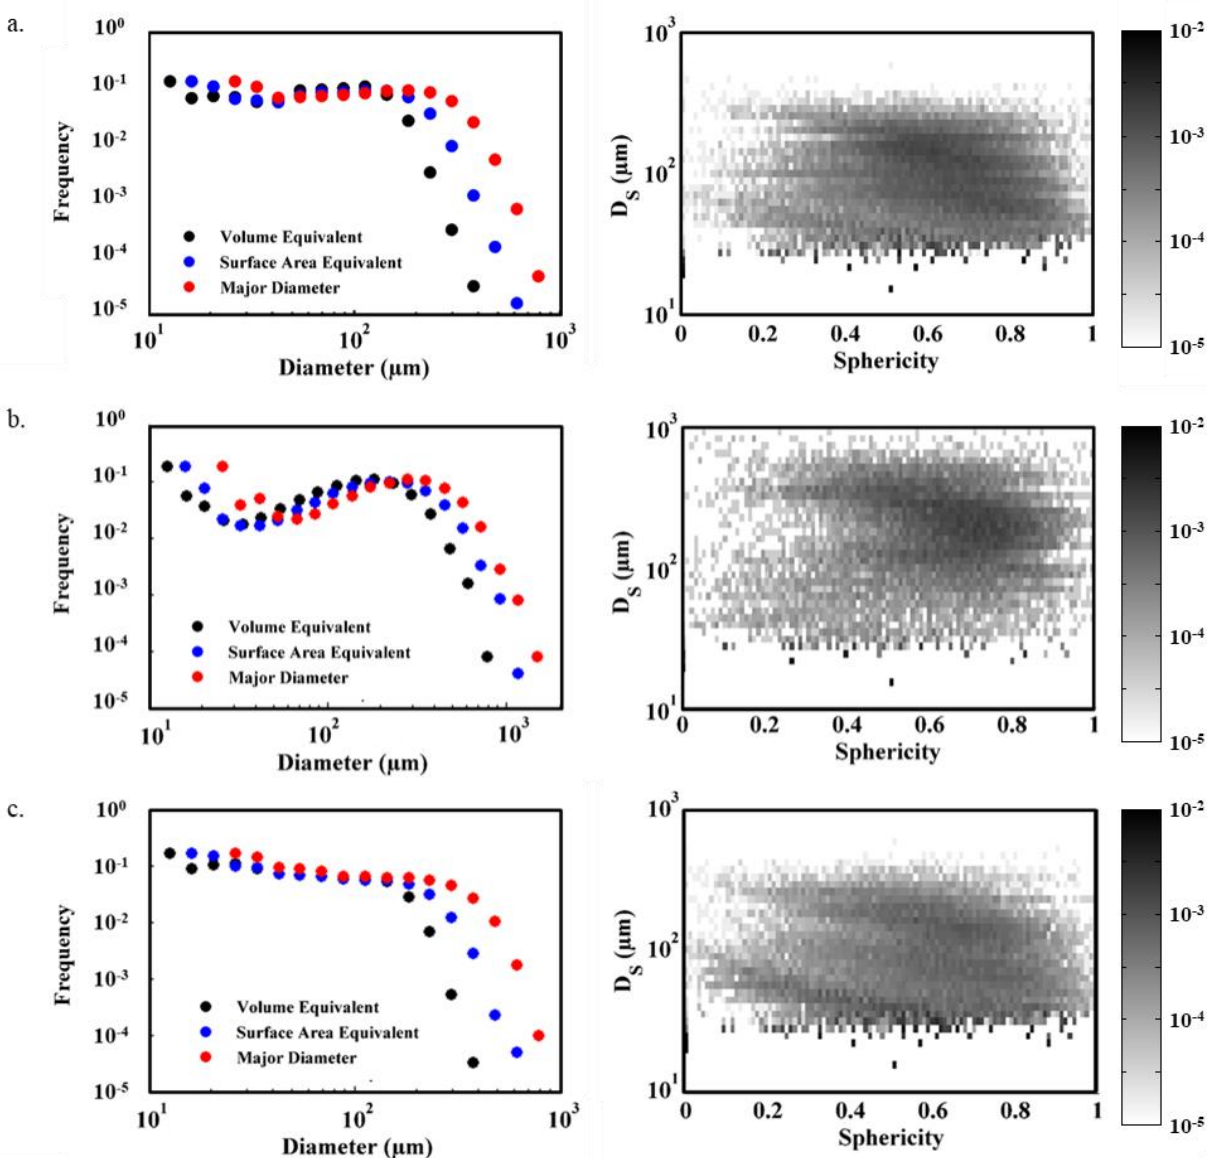 a.
10⁰
10⁻¹
10⁻²
10⁻³
10⁻⁴
10⁻⁵
Frequency
Volume Equivalent
Surface Area Equivalent
Major Diameter
10¹
10²
10³
Diameter (µm)
10³
10²
10¹
D_S (µm)
0
0.2
0.4
0.6
0.8
1
Sphericity
10⁻²
10⁻³
10⁻⁴
10⁻⁵
b.
10⁰
10⁻¹
10⁻²
10⁻³
10⁻⁴
10⁻⁵
Frequency
Volume Equivalent
Surface Area Equivalent
Major Diameter
10¹
10²
10³
Diameter (µm)
10³
10²
10¹
D_S (µm)
0
0.2
0.4
0.6
0.8
1
Sphericity
10⁻²
10⁻³
10⁻⁴
10⁻⁵
c.
10⁰
10⁻¹
10⁻²
10⁻³
10⁻⁴
10⁻⁵
Frequency
Volume Equivalent
Surface Area Equivalent
Major Diameter
10¹
10²
10³
Diameter (µm)
10³
10²
10¹
D_S (µm)
0
0.2
0.4
0.6
0.8
1
Sphericity
10⁻²
10⁻³
10⁻⁴
10⁻⁵